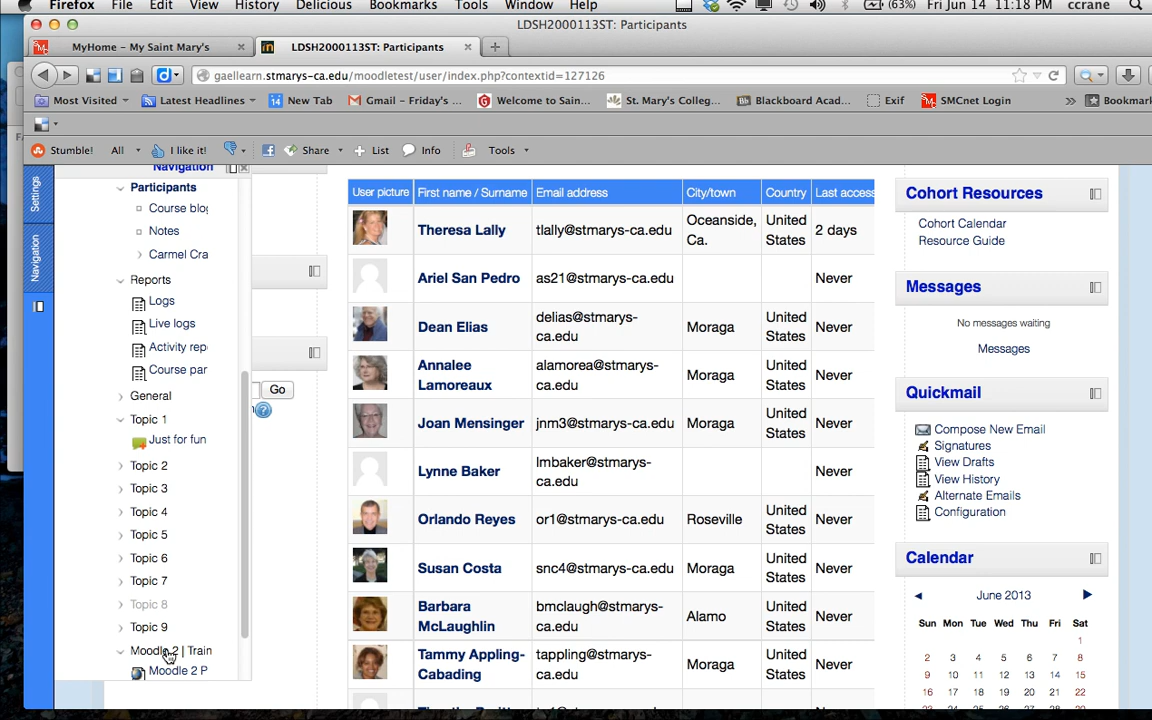 Firefox File Edit View History Delicious Bookmarks Tools Window Help (63%) Fri Jun 14 11:18 PM ccrane
LDSH2000113ST: Participants
MyHome – My Saint Mary's LDSH2000113ST: Participants
gaellearn.stmarys-ca.edu/moodletest/user/index.php?contextid=127126
Most Visited Latest Headlines New Tab Gmail – Friday's ... Welcome to Sain... St. Mary's Colleg... Blackboard Acad... Exif SMCnet Login Bookmark
Stumble! All I like it! Share List Info Tools
Settings
Navigation
Navigation
Participants
Course blog
Notes
Carmel Cra
Reports
Logs
Live logs
Activity rep
Course par
General
Topic 1
Just for fun
Topic 2
Topic 3
Topic 4
Topic 5
Topic 6
Topic 7
Topic 8
Topic 9
Moodle 2 | Train
Moodle 2 P
Go
User picture First name / Surname Email address City/town Country Last access
Theresa Lally tlally@stmarys-ca.edu Oceanside, Ca. United States 2 days
Ariel San Pedro as21@stmarys-ca.edu Never
Dean Elias delias@stmarys-ca.edu Moraga United States Never
Annalee Lamoreaux alamorea@stmarys-ca.edu Moraga United States Never
Joan Mensinger jnm3@stmarys-ca.edu Moraga United States Never
Lynne Baker lmbaker@stmarys-ca.edu Never
Orlando Reyes or1@stmarys-ca.edu Roseville United States Never
Susan Costa snc4@stmarys-ca.edu Moraga United States Never
Barbara McLaughlin bmclaugh@stmarys-ca.edu Alamo United States Never
Tammy Appling-Cabading tappling@stmarys-ca.edu Moraga United States Never
Cohort Resources
Cohort Calendar
Resource Guide
Messages
No messages waiting
Messages
Quickmail
Compose New Email
Signatures
View Drafts
View History
Alternate Emails
Configuration
Calendar
June 2013
Sun Mon Tue Wed Thu Fri Sat
1
2 3 4 5 6 7 8
9 10 11 12 13 14 15
16 17 18 19 20 21 22